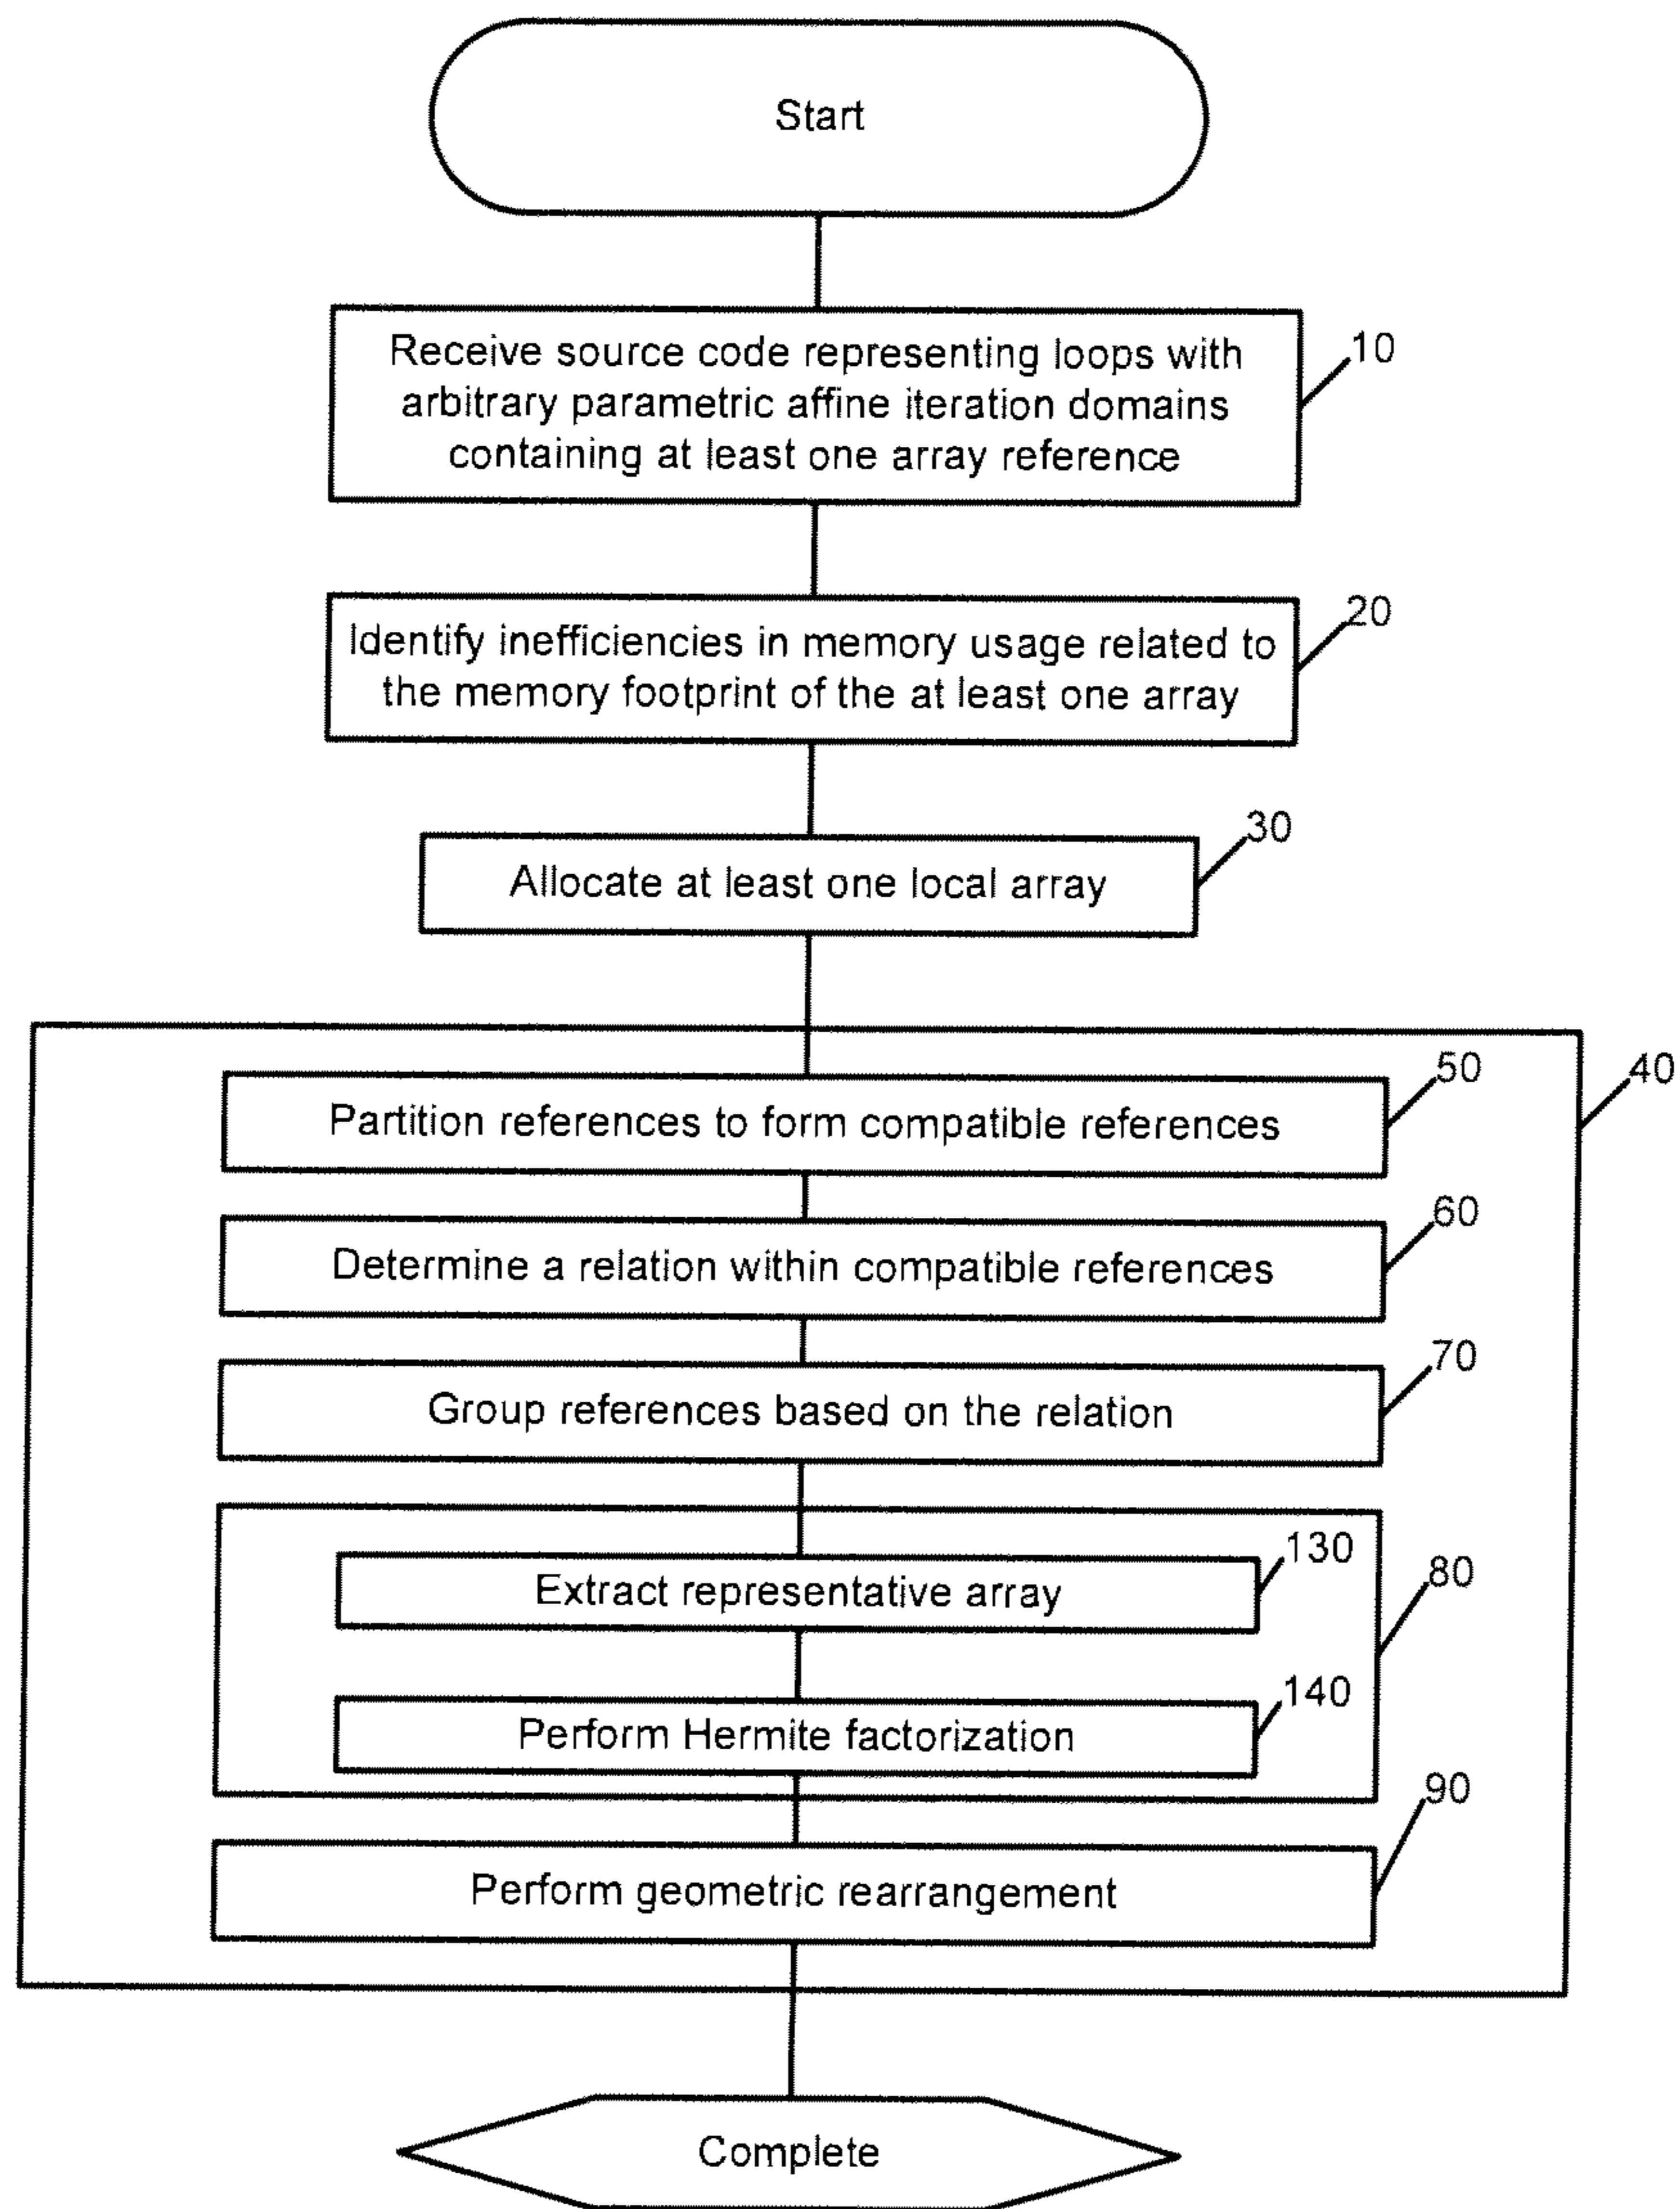 Start
Receive source code representing loops with
arbitrary parametric affine iteration domains
containing at least one array reference
10
Identify inefficiencies in memory usage related to
the memory footprint of the at least one array
20
Allocate at least one local array
30
40
Partition references to form compatible references
50
Determine a relation within compatible references
60
Group references based on the relation
70
80
Extract representative array
130
Perform Hermite factorization
140
Perform geometric rearrangement
90
Complete